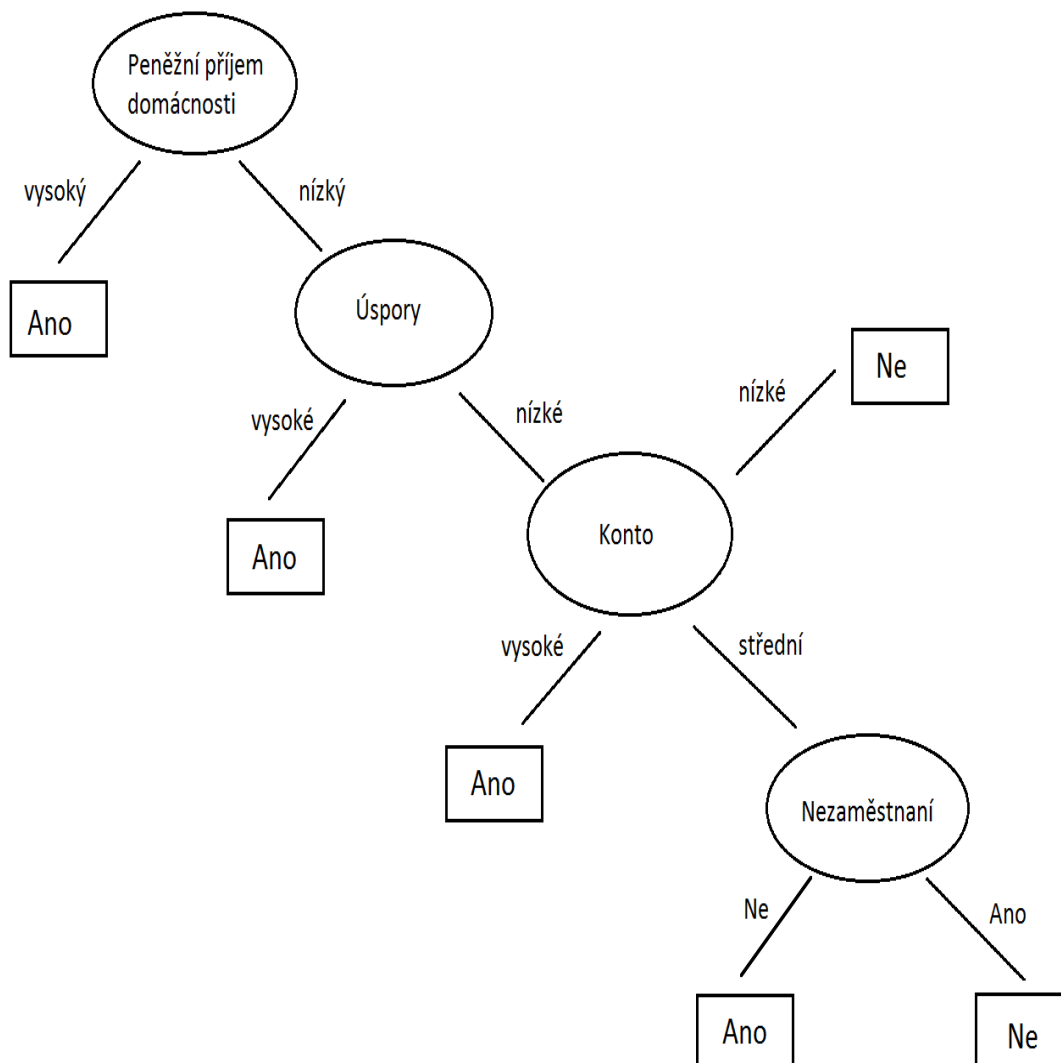 Peněžní příjem
domácnosti
vysoký
nízký
Ano
Úspory
Ne
vysoké
nízké
nízké
Ano
Konto
vysoké
střední
Ano
Nezaměstnaní
Ne
Ano
Ano
Ne